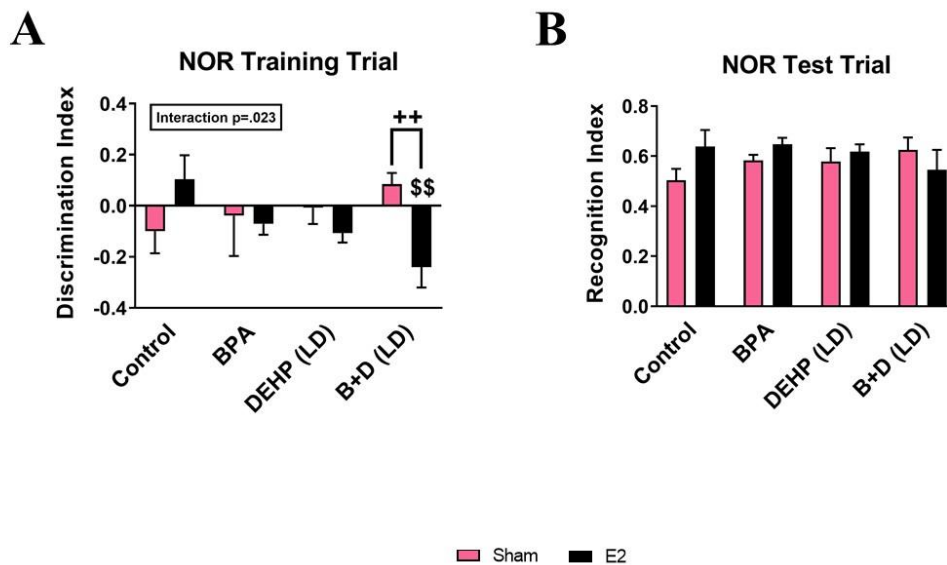 A
NOR Training Trial
Discrimination Index
0.4
0.2
0.0
-0.2
-0.4
Interaction p=.023
++
$$
Control
BPA
DEHP (LD)
B+D (LD)
B
NOR Test Trial
Recognition Index
0.8
0.6
0.4
0.2
0.0
Control
BPA
DEHP (LD)
B+D (LD)
Sham
E2